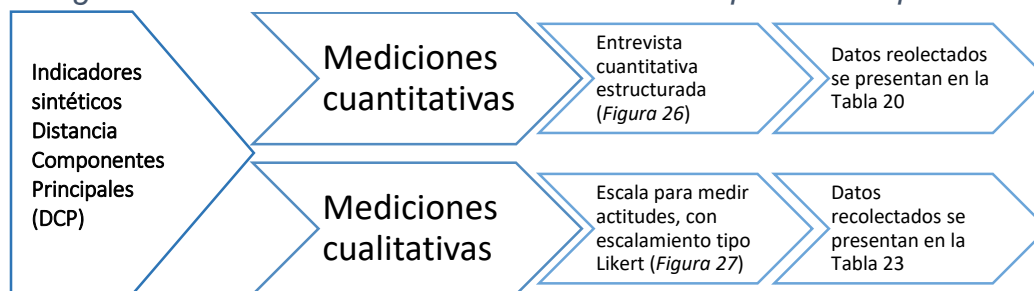 Indicadores
sintéticos
Distancia
Componentes
Principales
(DCP)
Mediciones
cuantitativas
Entrevista
cuantitativa
estructurada
(Figura 26)
Datos reolectados
se presentan en la
Tabla 20
Mediciones
cualitativas
Escala para medir
actitudes, con
escalamiento tipo
Likert (Figura 27)
Datos
recolectados se
presentan en la
Tabla 23